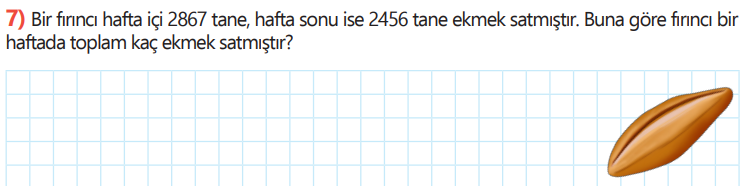 7) Bir fırıncı hafta içi 2867 tane, hafta sonu ise 2456 tane ekmek satmıştır. Buna göre fırıncı bir
haftada toplam kaç ekmek satmıştır?